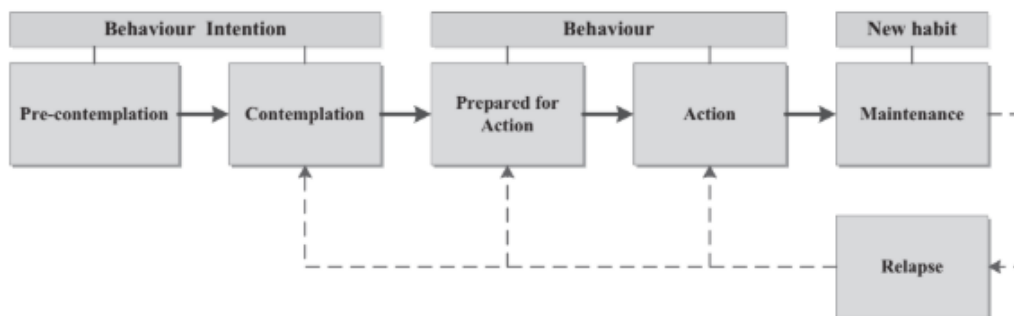 Behaviour Intention
Behaviour
New habit
Pre-contemplation
Contemplation
Prepared for
Action
Action
Maintenance
Relapse